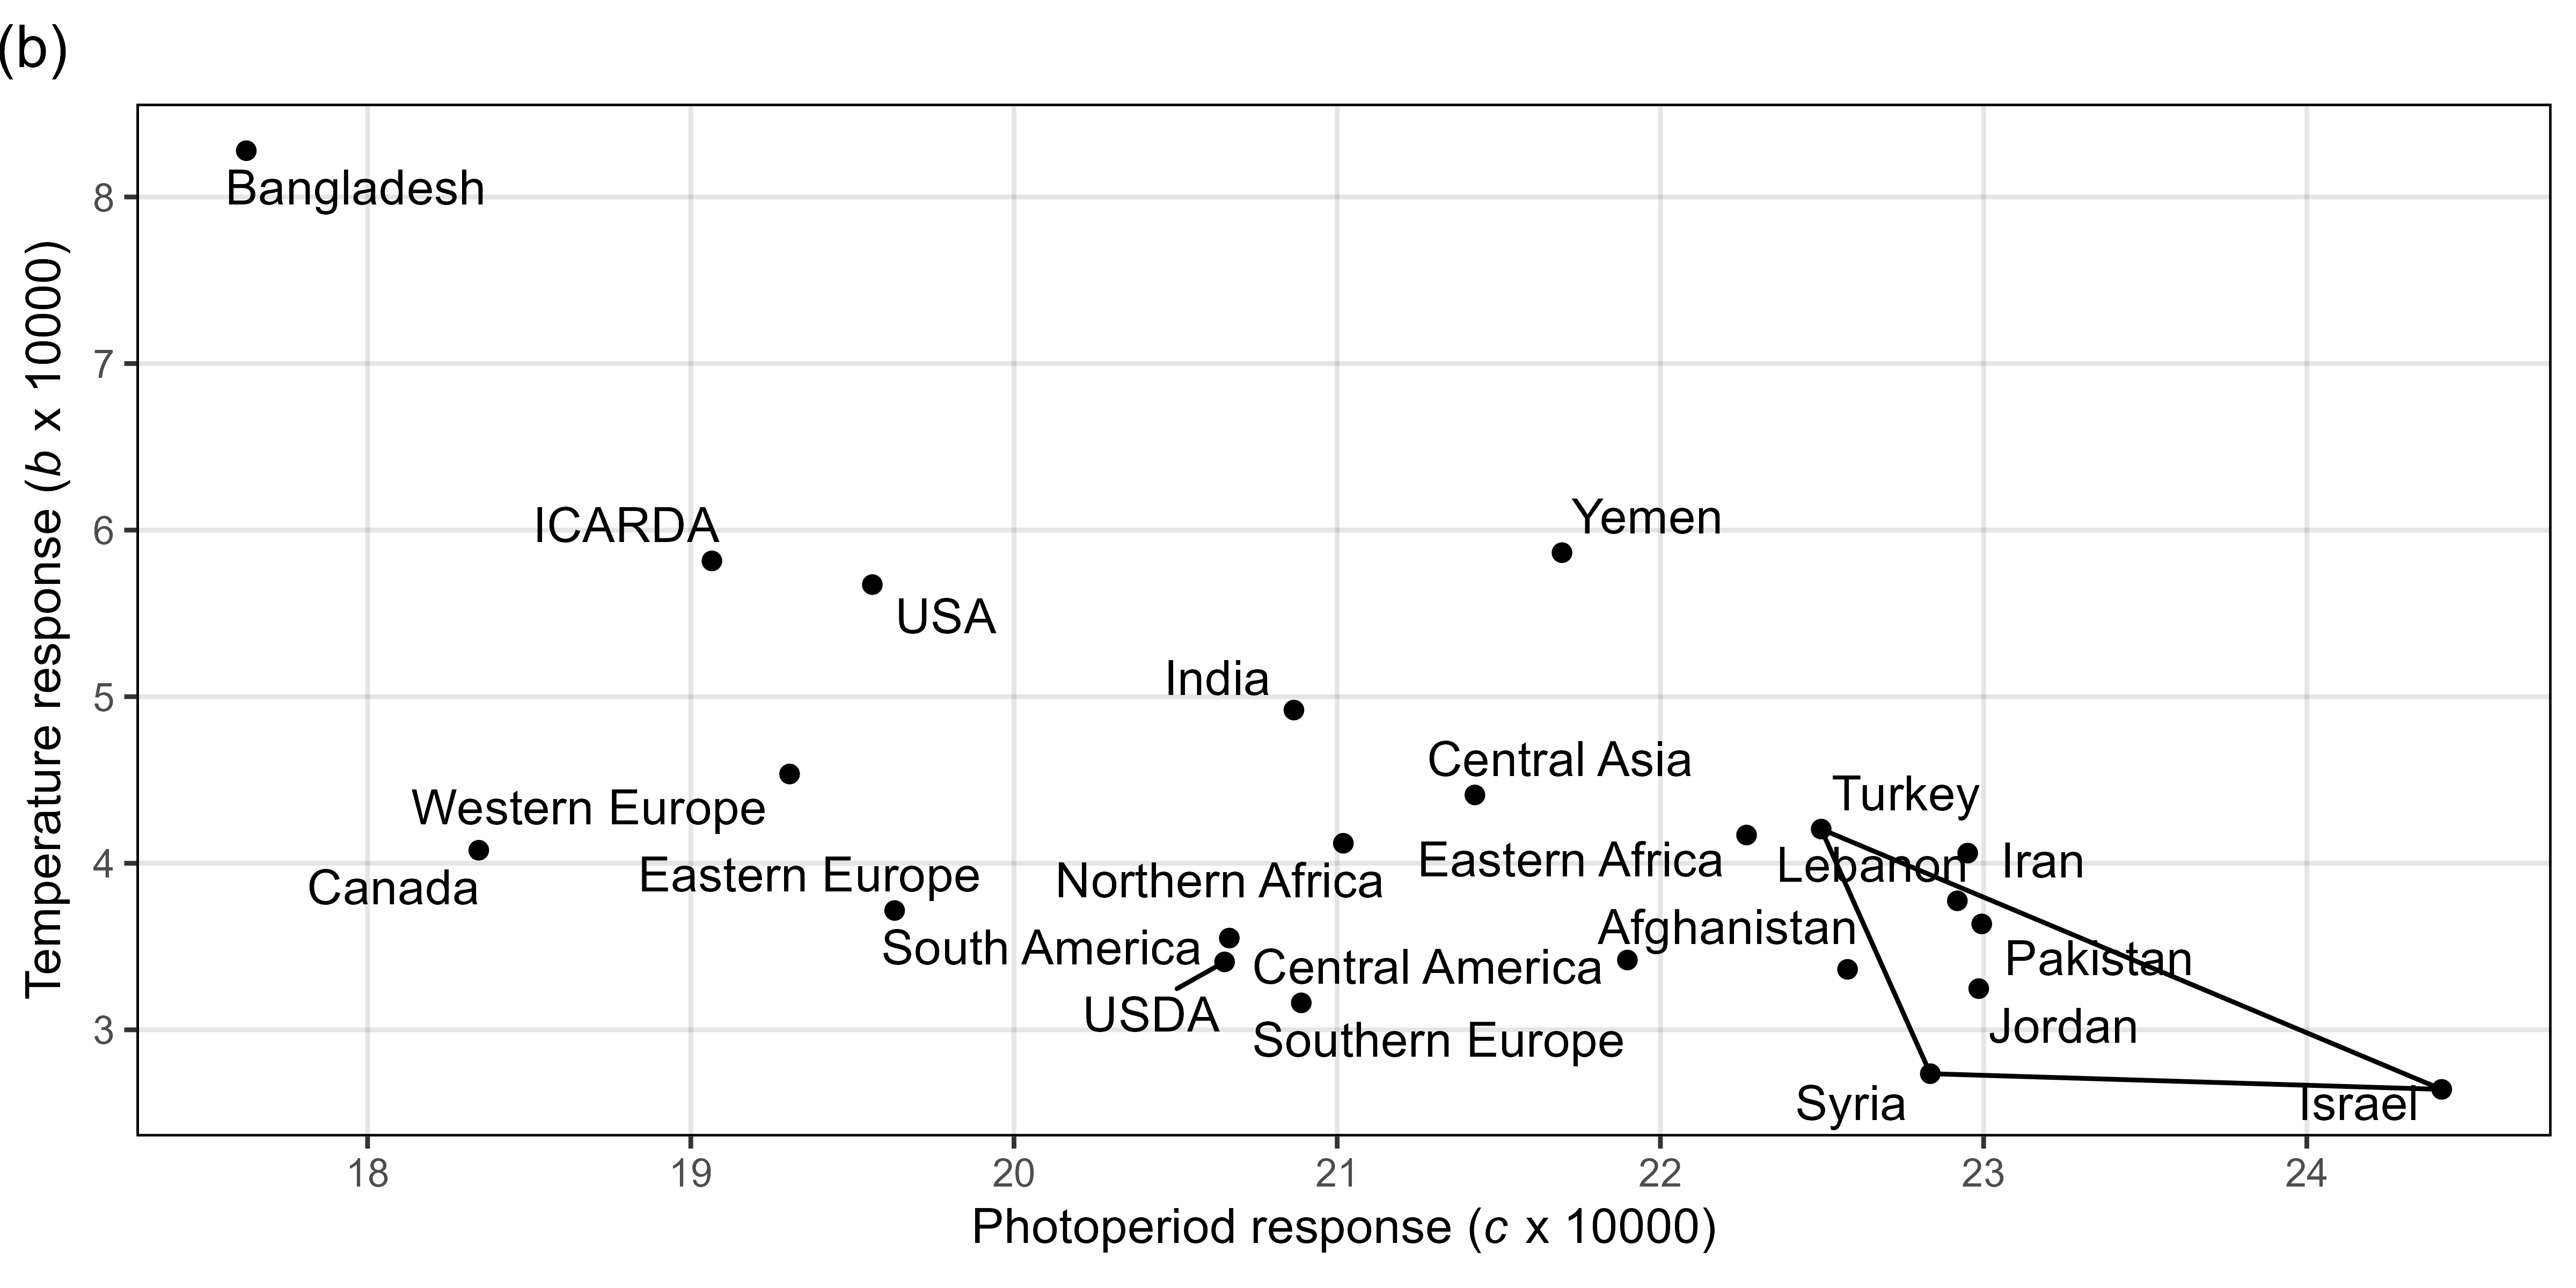 (b)
Temperature response (b x 10000)
8
7
6
5
4
3
Bangladesh
ICARDA
Yemen
USA
India
Central Asia
Turkey
Western Europe
Eastern Africa
Lebanon
Iran
Canada
Eastern Europe
Northern Africa
Afghanistan
South America
Central America
Pakistan
USDA
Jordan
Southern Europe
Syria
Israel
18 19 20 21 22 23 24
Photoperiod response (c x 10000)